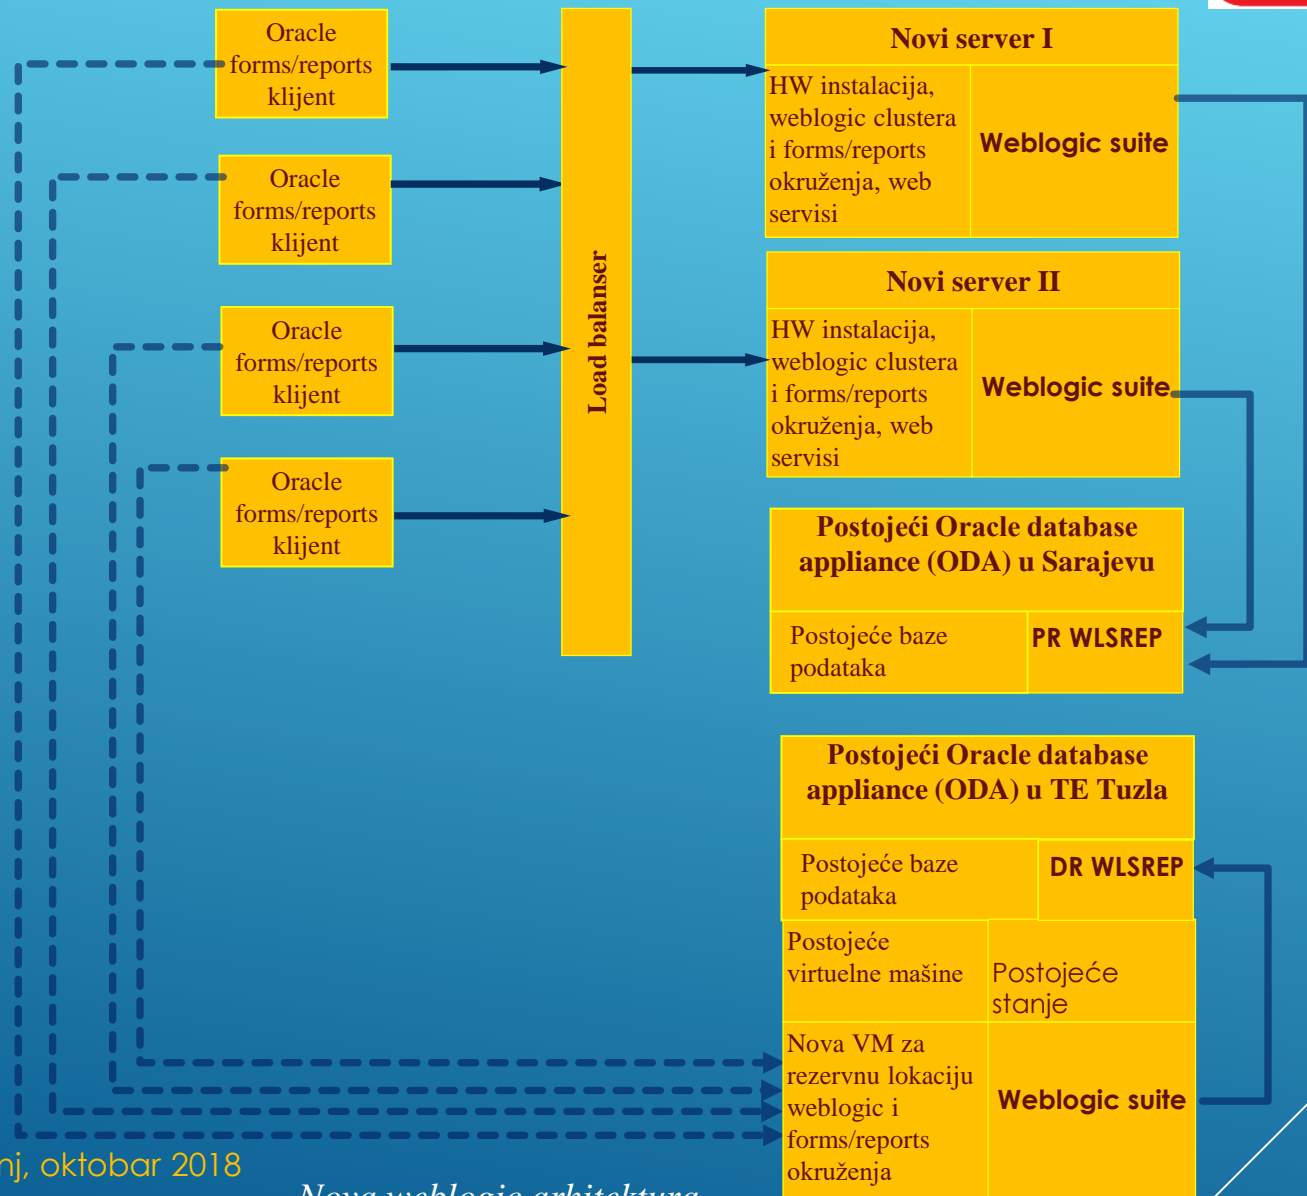 Oracle
forms/reports
klijent
Oracle
forms/reports
klijent
Oracle
forms/reports
klijent
Oracle
forms/reports
klijent
Load balanser
Novi server I
HW instalacija,
weblogic clustera
i forms/reports
okruženja, web
servisi
Weblogic suite
Novi server II
HW instalacija,
weblogic clustera
i forms/reports
okruženja, web
servisi
Weblogic suite
Postojeći Oracle database
appliance (ODA) u Sarajevu
Postojeće baze
podataka
PR WLSREP
Postojeći Oracle database
appliance (ODA) u TE Tuzla
Postojeće baze
podataka
DR WLSREP
Postojeće
virtuelne mašine
Postojeće
stanje
Nova VM za
rezervnu lokaciju
weblogic i
forms/reports
okruženja
Weblogic suite
oktobar 2018
Nova weblogic arhitektura